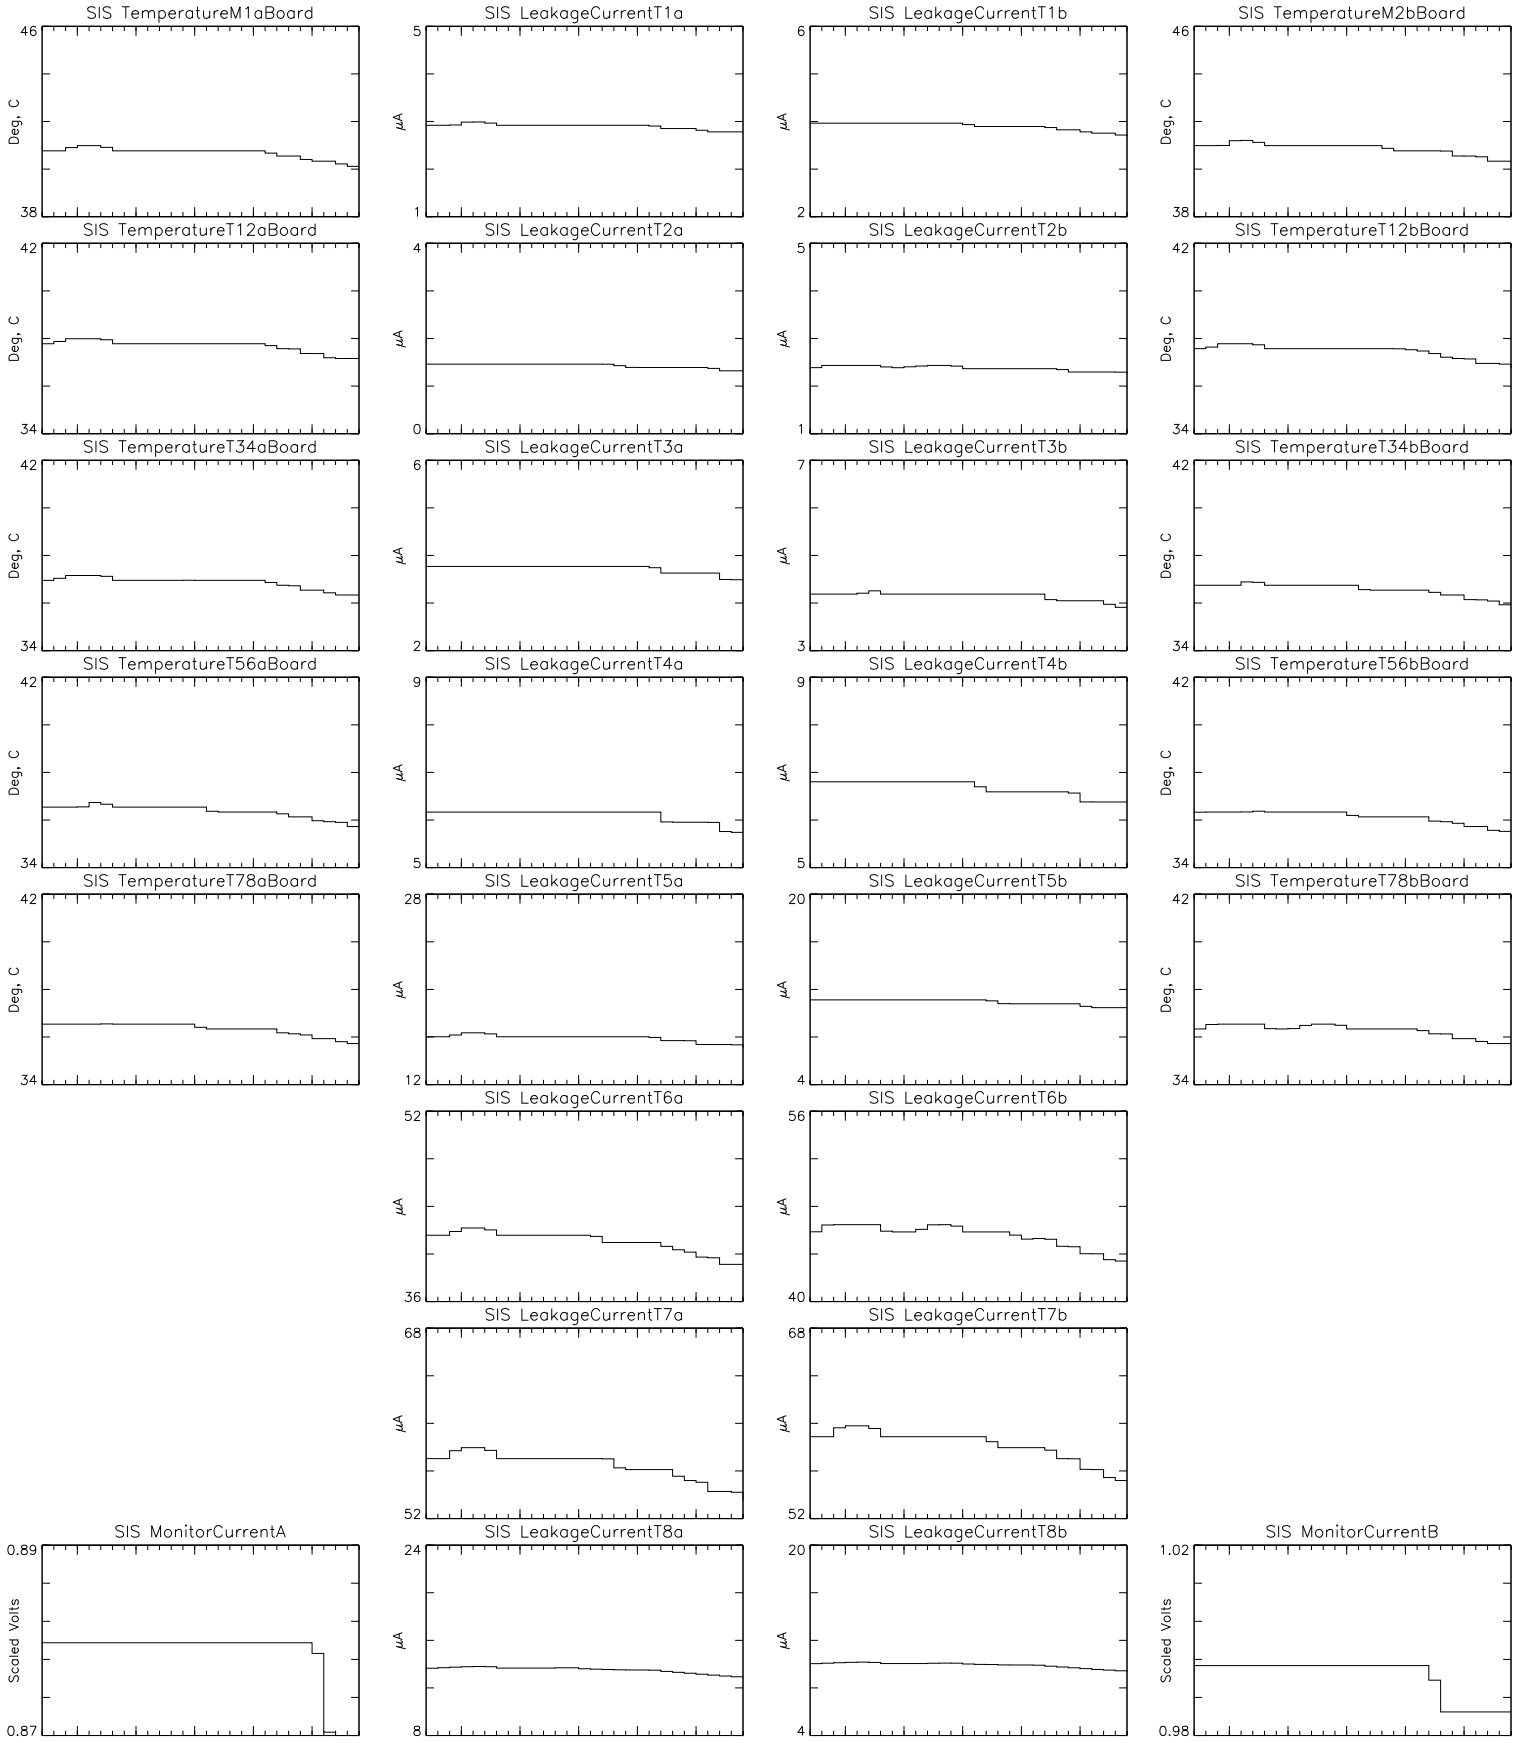 SIS TemperatureM1aBoard
46
Deg, C
38
SIS LeakageCurrentT1a
5
μA
1
SIS LeakageCurrentT1b
6
μA
2
SIS TemperatureM2bBoard
46
Deg, C
38
SIS TemperatureT12aBoard
42
Deg, C
34
SIS LeakageCurrentT2a
4
μA
0
SIS LeakageCurrentT2b
5
μA
1
SIS TemperatureT12bBoard
42
Deg, C
34
SIS TemperatureT34aBoard
42
Deg, C
34
SIS LeakageCurrentT3a
6
μA
2
SIS LeakageCurrentT3b
7
μA
3
SIS TemperatureT34bBoard
42
Deg, C
34
SIS TemperatureT56aBoard
42
Deg, C
34
SIS LeakageCurrentT4a
9
μA
5
SIS LeakageCurrentT4b
9
μA
5
SIS TemperatureT56bBoard
42
Deg, C
34
SIS TemperatureT78aBoard
42
Deg, C
34
SIS LeakageCurrentT5a
28
μA
12
SIS LeakageCurrentT5b
20
μA
4
SIS TemperatureT78bBoard
42
Deg, C
34
SIS LeakageCurrentT6a
52
μA
36
SIS LeakageCurrentT6b
56
μA
40
SIS LeakageCurrentT7a
68
μA
52
SIS LeakageCurrentT7b
68
μA
52
SIS MonitorCurrentA
0.89
Scaled Volts
0.87
SIS LeakageCurrentT8a
24
μA
8
SIS LeakageCurrentT8b
20
μA
4
SIS MonitorCurrentB
1.02
Scaled Volts
0.98